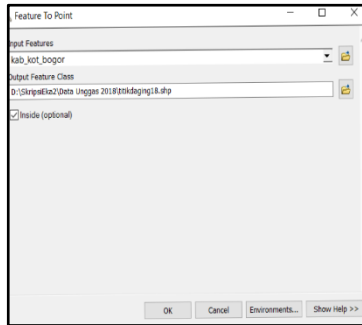 Feature To Point
Input Features
kab_kot_bogor
Output Feature Class
D:\SkripsiEka2\Data Unggas 2018\titikdaging18.shp
Inside (optional)
OK Cancel Environments... Show Help >>